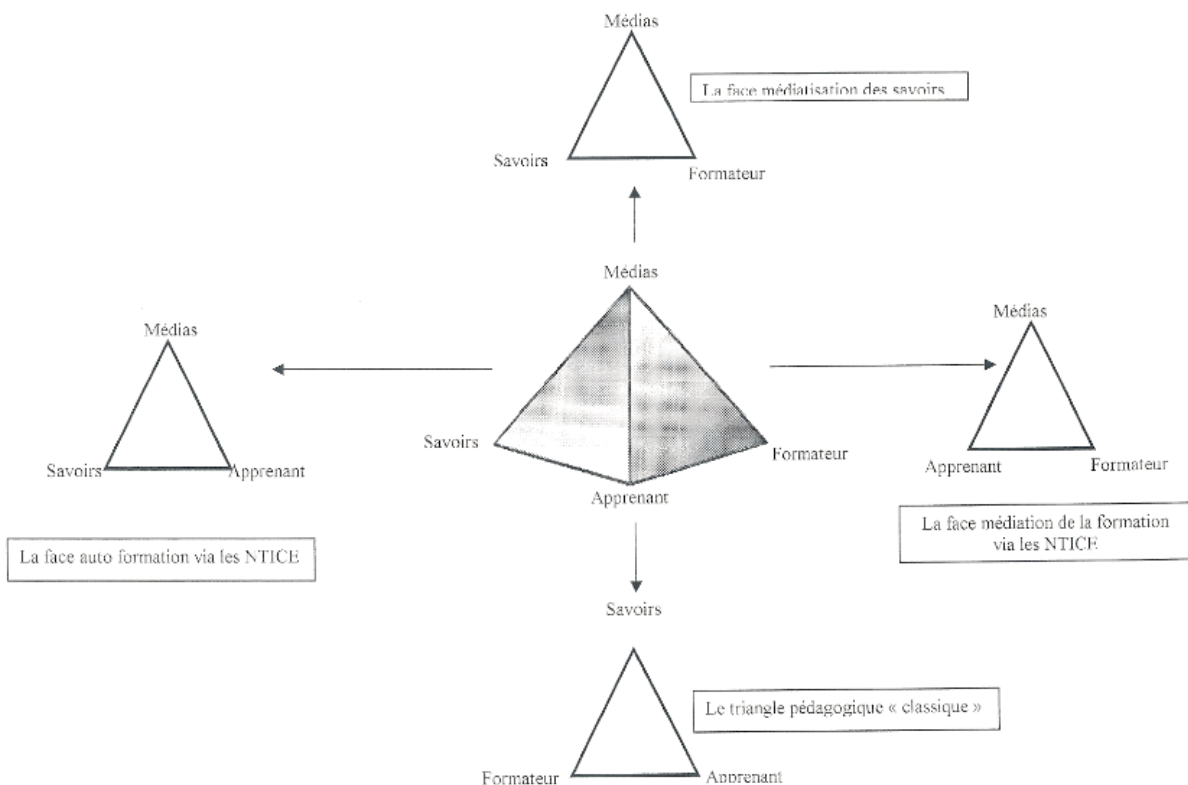 Médias
La face médiatisation des savoirs
Savoirs
Formateur
Médias
Médias
Médias
Savoirs
Apprenant
Savoirs
Formateur
Apprenant
Apprenant
Formateur
La face auto formation via les NTICE
La face médiation de la formation
via les NTICE
Savoirs
Le triangle pédagogique « classique »
Formateur
Apprenant